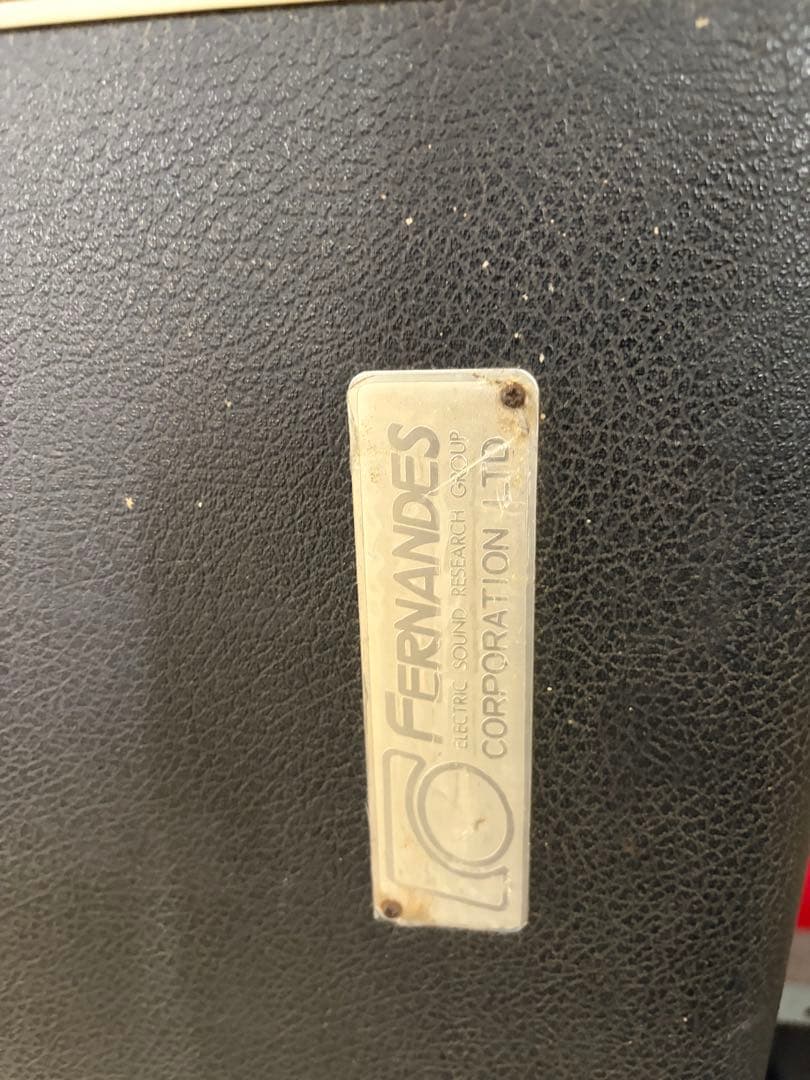 FERNANDES
ELECTRIC SOUND RESEARCH GROUP
CORPORATION LTD